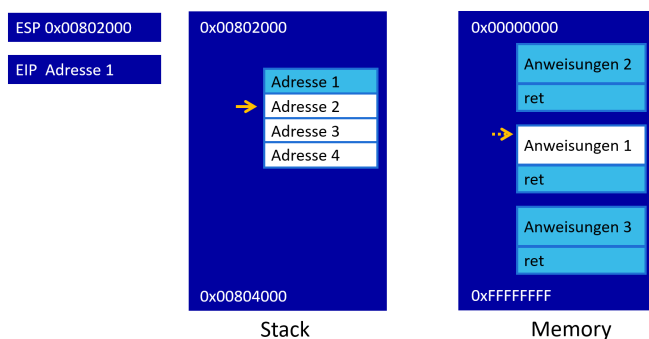 ESP 0x00802000
EIP Adresse 1
0x00802000
Adresse 1
Adresse 2
Adresse 3
Adresse 4
0x00804000
Stack
0x00000000
Anweisungen 2
ret
Anweisungen 1
ret
Anweisungen 3
ret
0xFFFFFFFF
Memory